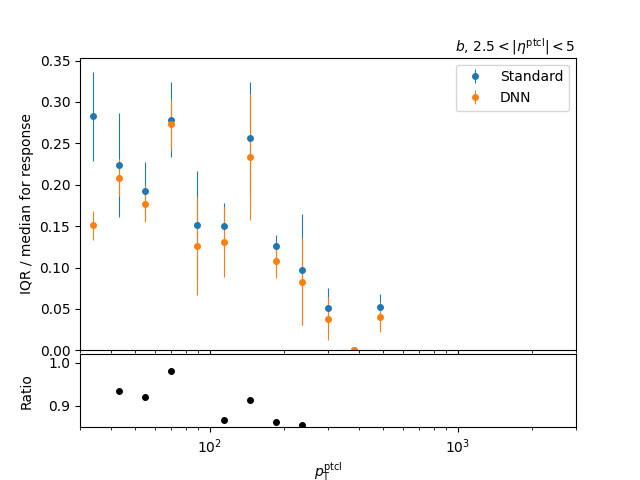 b, 2.5 < |η^ptcl| < 5
0.35
0.30
0.25
0.20
0.15
0.10
0.05
0.00
IQR / median for response
Standard
DNN
1.0
0.9
Ratio
10^2
10^3
p_T^ptcl